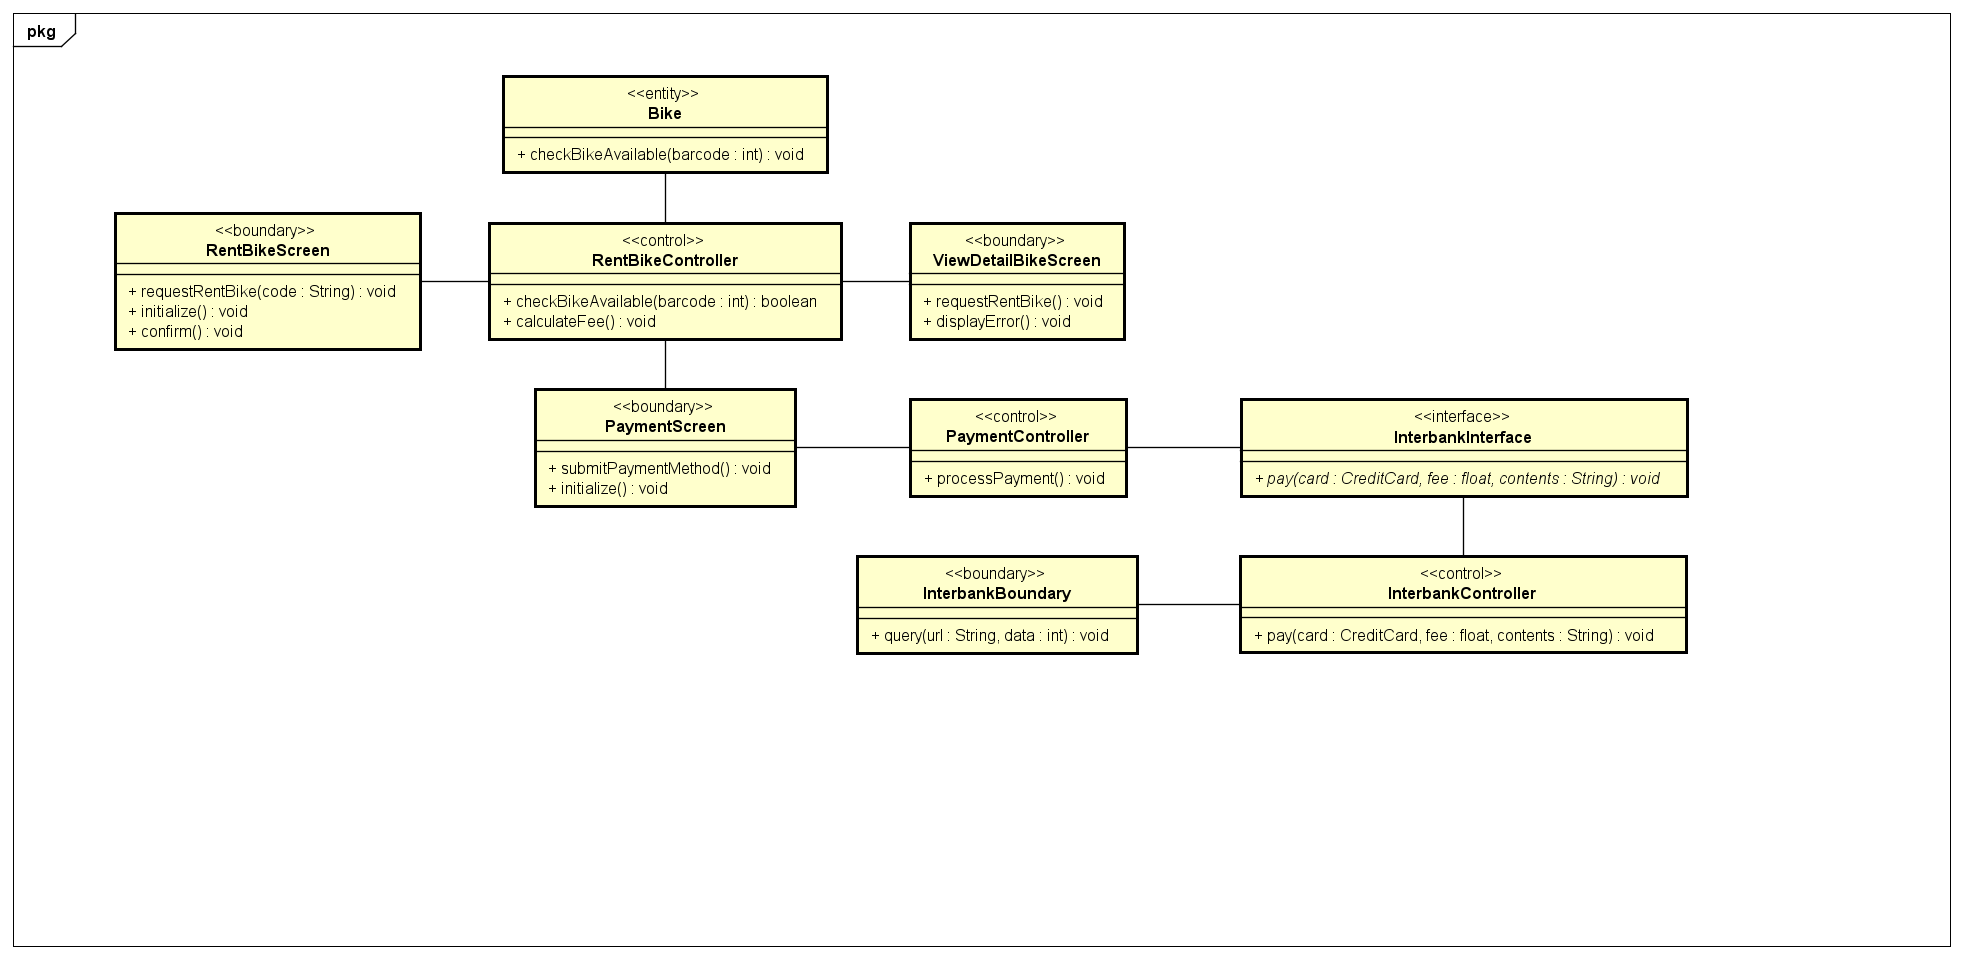 pkg
<<entity>>
Bike
+ checkBikeAvailable(barcode : int) : void
<<boundary>>
RentBikeScreen
+ requestRentBike(code : String) : void
+ initialize() : void
+ confirm() : void
<<control>>
RentBikeController
+ checkBikeAvailable(barcode : int) : boolean
+ calculateFee() : void
<<boundary>>
ViewDetailBikeScreen
+ requestRentBike() : void
+ displayError() : void
<<boundary>>
PaymentScreen
+ submitPaymentMethod() : void
+ initialize() : void
<<control>>
PaymentController
+ processPayment() : void
<<interface>>
InterbankInterface
+ pay(card : CreditCard, fee : float, contents : String) : void
<<boundary>>
InterbankBoundary
+ query(url : String, data : int) : void
<<control>>
InterbankController
+ pay(card : CreditCard, fee : float, contents : String) : void